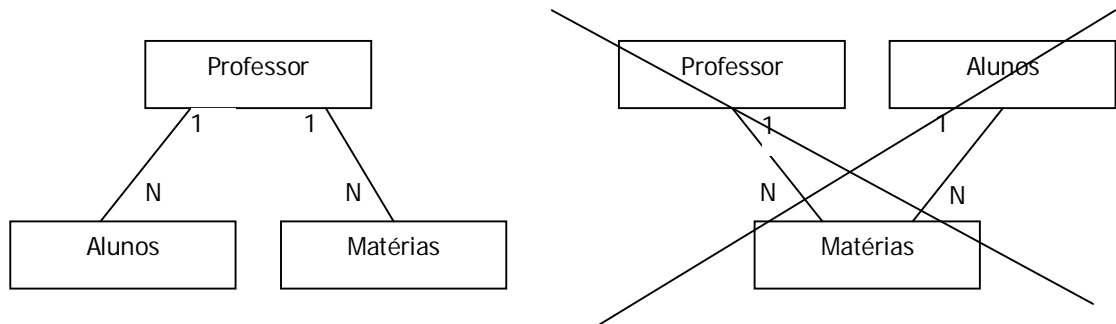 Professor
1 1
N N
Alunos Matérias
Professor Alunos
1 1
N N
Matérias